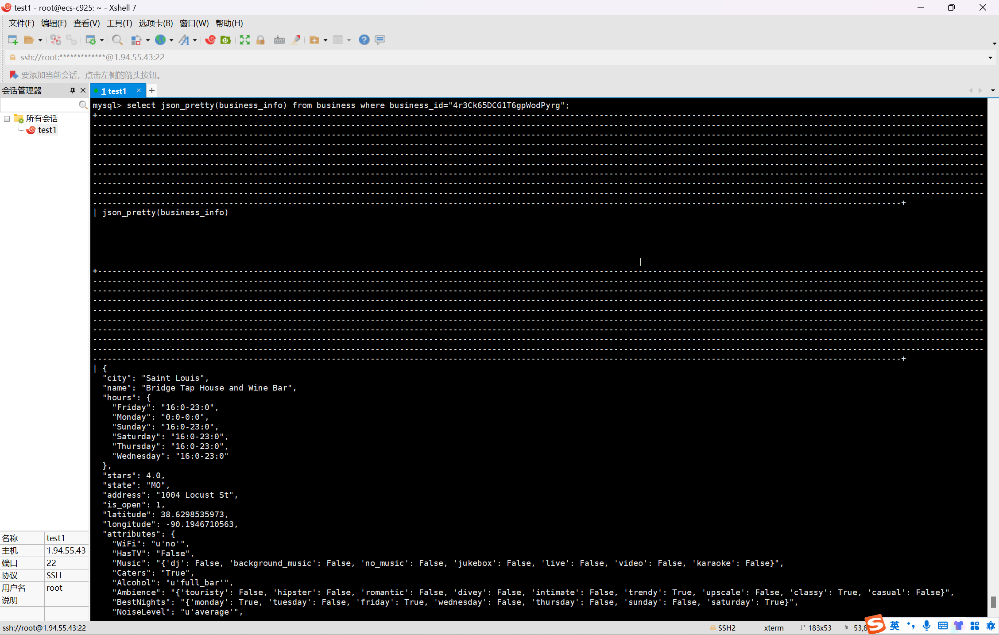 test1 - root@ecs-c925: ~ - Xshell 7
文件(F) 编辑(E) 查看(V) 工具(T) 选项卡(B) 窗口(W) 帮助(H)
ssh://root:*************@1.94.55.43:22
要添加当前会话，点击左侧的箭头按钮。
会话管理器
1 test1
所有会话
test1
mysql> select json_pretty(business_info) from business where business_id="4r3Ck65DCG1T6gpWodPyrg";
| json_pretty(business_info)
|
| {
"city": "Saint Louis",
"name": "Bridge Tap House and Wine Bar",
"hours": {
"Friday": "16:0-23:0",
"Monday": "0:0-0:0",
"Sunday": "16:0-23:0",
"Saturday": "16:0-23:0",
"Thursday": "16:0-23:0",
"Wednesday": "16:0-23:0"
},
"stars": 4.0,
"state": "MO",
"address": "1004 Locust St",
"is_open": 1,
"latitude": 38.6298535973,
"longitude": -90.1946710563,
"attributes": {
"WiFi": "u'no'",
"HasTV": "False",
"Music": "{'dj': False, 'background_music': False, 'no_music': False, 'jukebox': False, 'live': False, 'video': False, 'karaoke': False}",
"Caters": "True",
"Alcohol": "u'full_bar'",
"Ambience": "{'touristy': False, 'hipster': False, 'romantic': False, 'divey': False, 'intimate': False, 'trendy': True, 'upscale': False, 'classy': True, 'casual': False}",
"BestNights": "{'monday': True, 'tuesday': False, 'friday': True, 'wednesday': False, 'thursday': False, 'sunday': False, 'saturday': True}",
"NoiseLevel": "u'average'",
名称 test1
主机 1.94.55.43
端口 22
协议 SSH
用户名 root
说明
ssh://root@1.94.55.43:22 SSH2 xterm 183x53 53,8 英